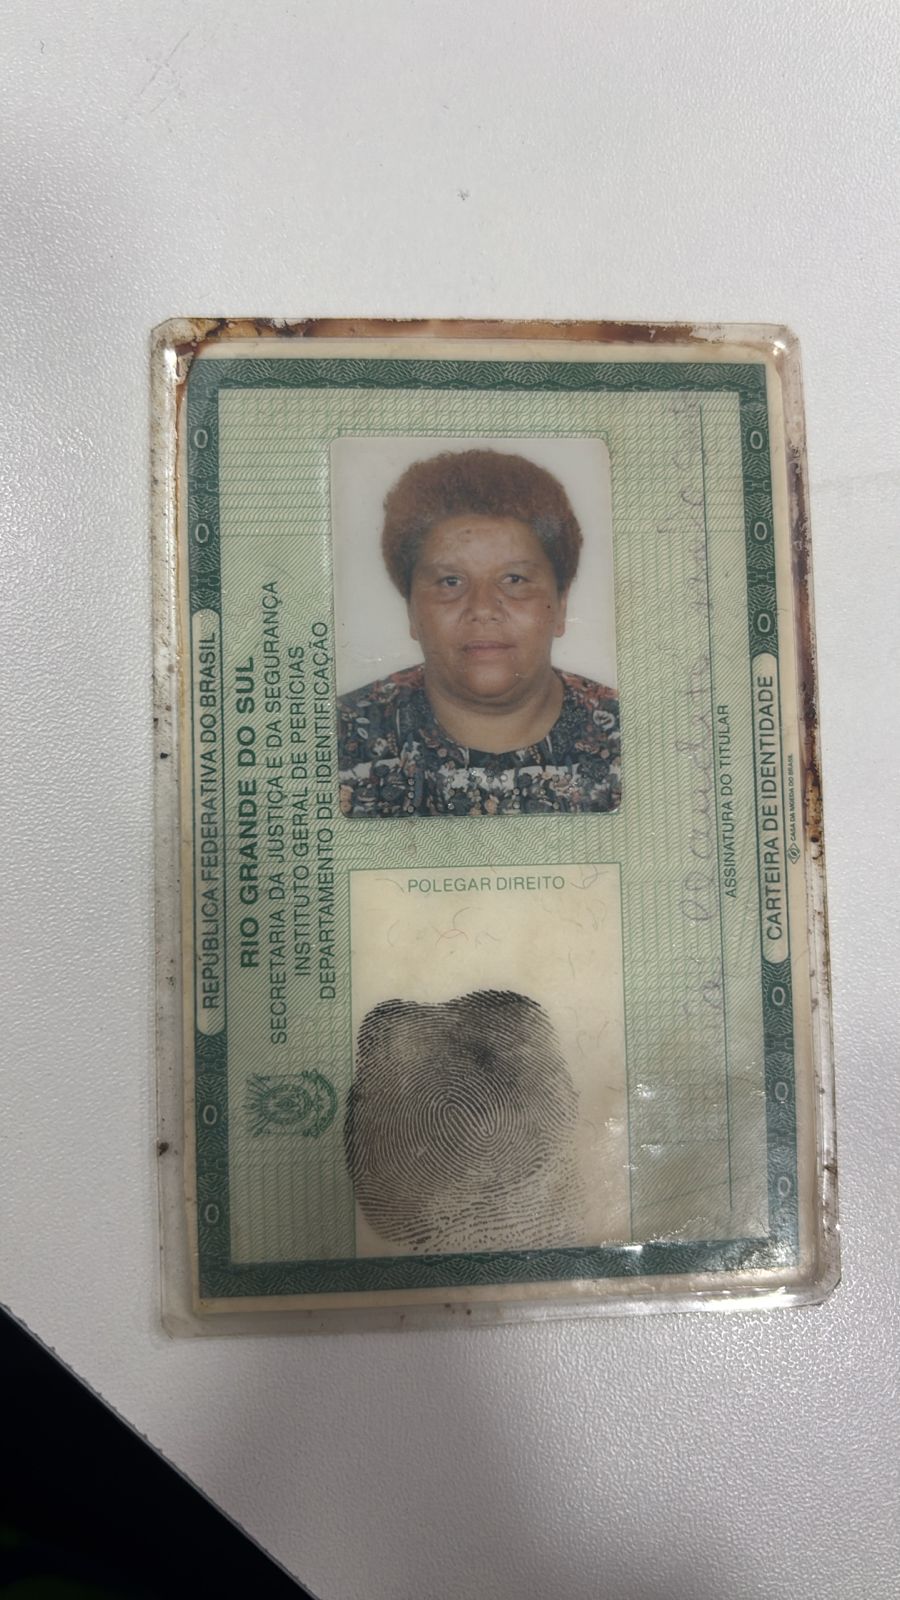 REPÚBLICA FEDERATIVA DO BRASIL
RIO GRANDE DO SUL
SECRETARIA DA JUSTIÇA E DA SEGURANÇA
INSTITUTO GERAL DE PERÍCIAS
DEPARTAMENTO DE IDENTIFICAÇÃO
POLEGAR DIREITO
ASSINATURA DO TITULAR
CARTEIRA DE IDENTIDADE
CASA DA MOEDA DO BRASIL